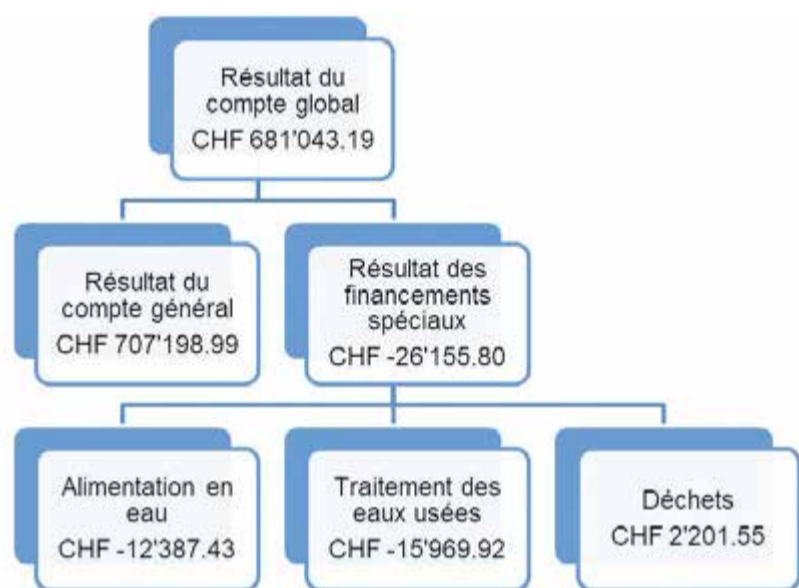 Résultat du
compte global
CHF 681'043.19
Résultat du
compte général
CHF 707'198.99
Résultat des
financements
spéciaux
CHF -26'155.80
Alimentation en
eau
CHF -12'387.43
Traitement des
eaux usées
CHF -15'969.92
Déchets
CHF 2'201.55